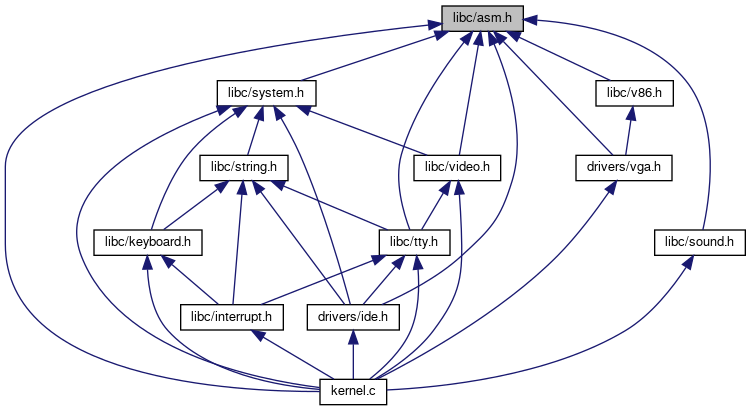 libc/asm.h
libc/system.h
libc/v86.h
libc/string.h
libc/video.h
drivers/vga.h
libc/keyboard.h
libc/tty.h
libc/sound.h
libc/interrupt.h
drivers/ide.h
kernel.c